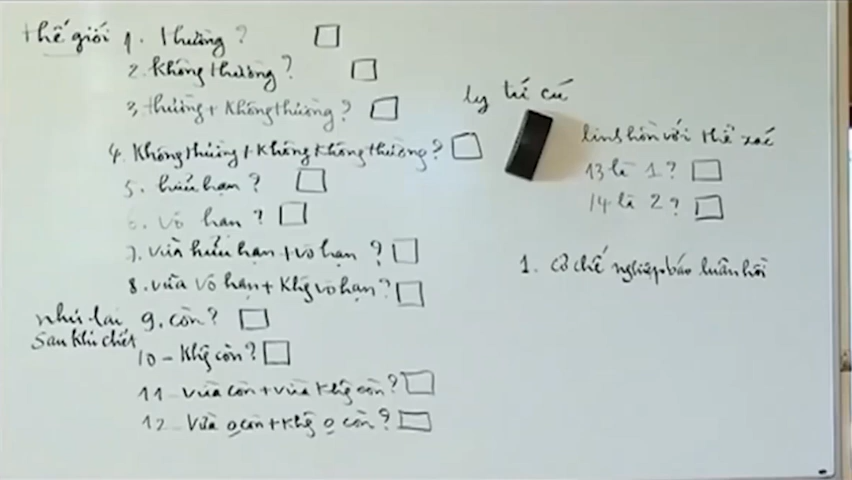 thế giới 1. Thường?
2. Không thường?
3, thường + không thường?
4. Không thường + không không thường?
5. hữu hạn?
6. vô hạn?
7. vừa hữu hạn + vô hạn?
8. vừa vô hạn + khg vô hạn?
như lai 9. còn?
sau khi chết
10 - khg còn?
11 vừa còn + vừa khg còn?
12 vừa o còn + khg o còn?
ly tứ cú
linh hồn với thể xác
13 là 1?
14 là 2?
1. cơ chế nghiệp báo luân hồi